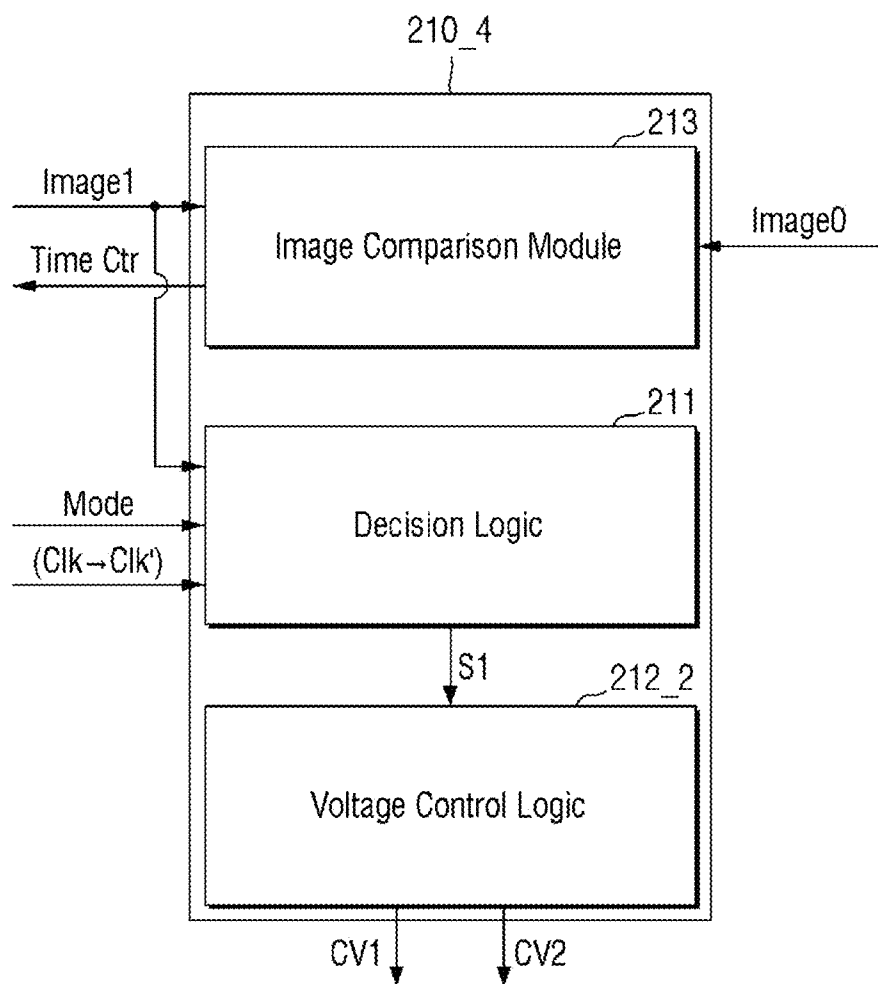 210_4
213
Image1
Image Comparison Module
Image0
Time Ctr
211
Mode
Decision Logic
(Clk→Clk')
S1
212_2
Voltage Control Logic
CV1
CV2